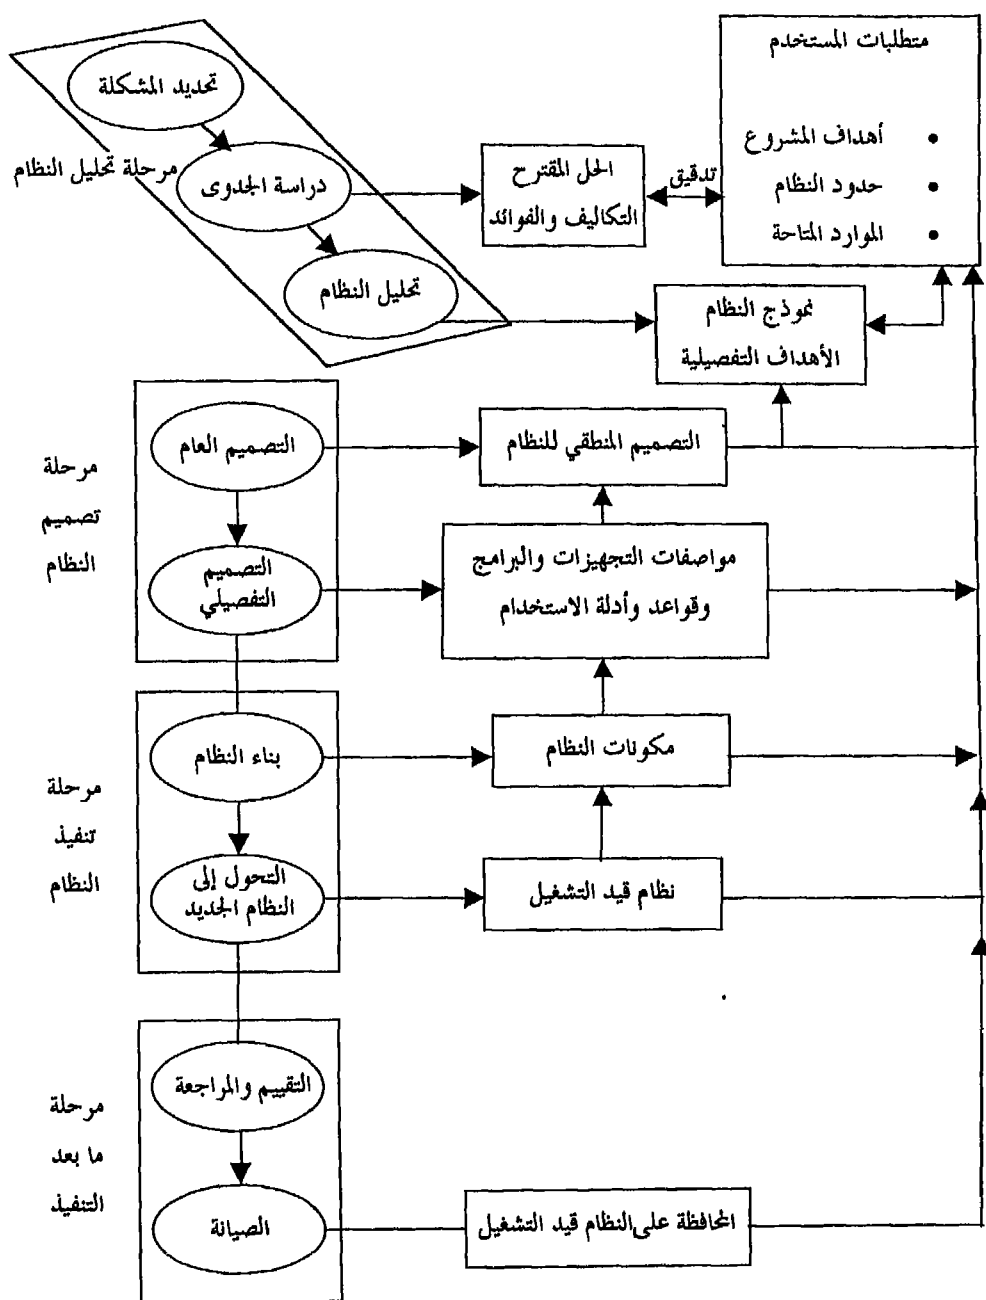 متطلبات المستخدم
• أهداف المشروع
• حدود النظام
• الموارد المتاحة
تدقيق
الحل المقترح
التكاليف والفوائد
تحديد المشكلة
مرحلة تحليل النظام
دراسة الجدوى
تحليل النظام
نموذج النظام
الأهداف التفصيلية
مرحلة
تصميم
النظام
التصميم العام
التصميم
التفصيلي
التصميم المنطقي للنظام
مواصفات التجهيزات والبرامج
وقواعد وأدلة الاستخدام
مرحلة
تنفيذ
النظام
بناء النظام
التحول إلى
النظام الجديد
مكونات النظام
نظام قيد التشغيل
مرحلة
ما بعد
التنفيذ
التقييم والمراجعة
الصيانة
المحافظة على النظام قيد التشغيل